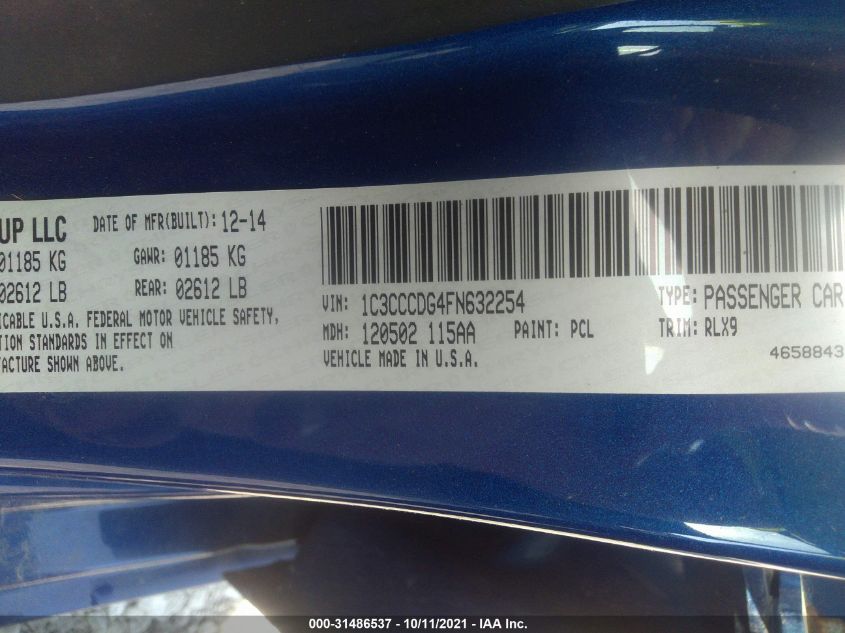 UP LLC DATE OF MFR(BUILT): 12-14
01185 KG GAWR: 01185 KG
02612 LB REAR: 02612 LB
ICABLE U.S.A. FEDERAL MOTOR VEHICLE SAFETY,
TION STANDARDS IN EFFECT ON
FACTURE SHOWN ABOVE.
VIN: 1C3CCCDG4FN632254 TYPE: PASSENGER CAR
MDH: 120502 115AA PAINT: PCL TRIM: RLX9
VEHICLE MADE IN U.S.A. 4658843
000-31486537 - 10/11/2021 - IAA Inc.